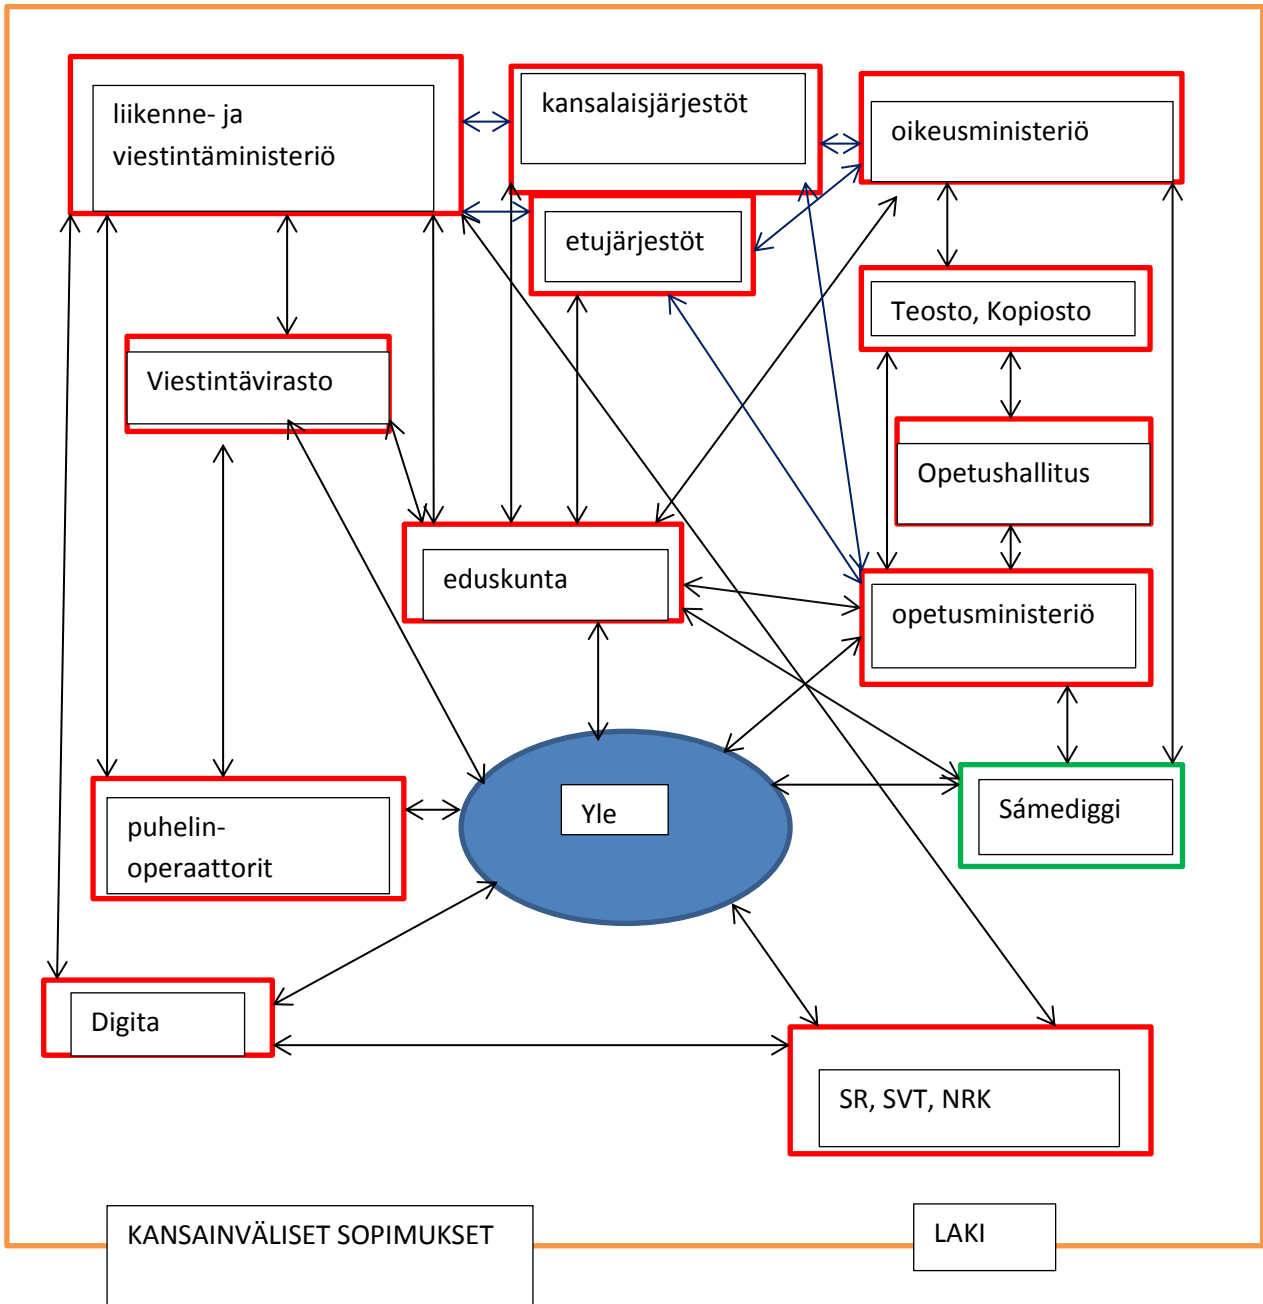 liikenne- ja
viestintäministeriö
kansalaisjärjestöt
oikeusministeriö
etujärjestöt
Teosto, Kopiosto
Viestintävirasto
Opetushallitus
eduskunta
opetusministeriö
Yle
Sámediggi
puhelin-
operaattorit
Digita
SR, SVT, NRK
KANSAINVÄLISET SOPIMUKSET
LAKI